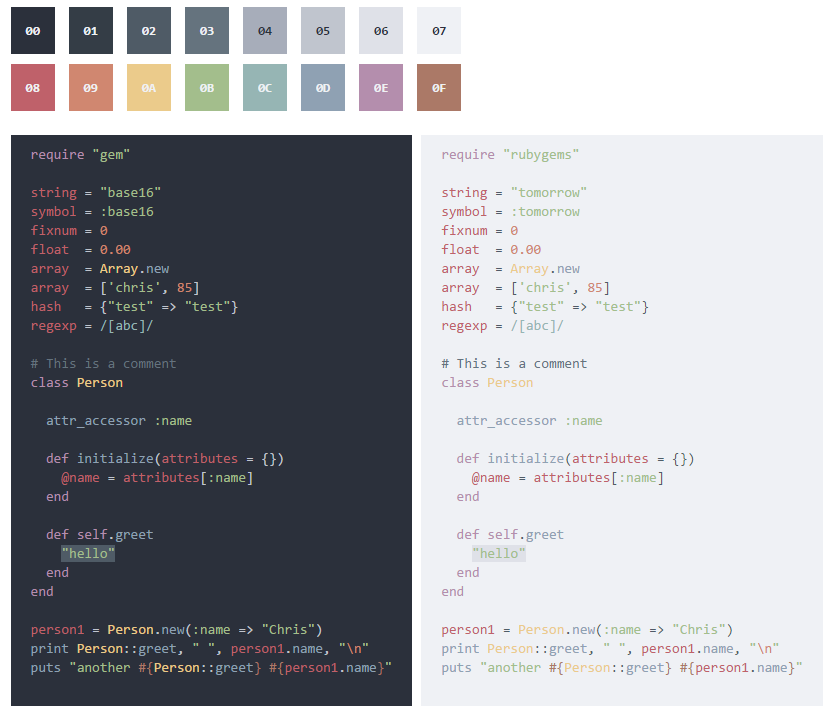 00 01 02 03 04 05 06 07
08 09 0A 0B 0C 0D 0E 0F
require "gem"
string = "base16"
symbol = :base16
fixnum = 0
float  = 0.00
array  = Array.new
array  = ['chris', 85]
hash   = {"test" => "test"}
regexp = /[abc]/
# This is a comment
class Person
  attr_accessor :name
  def initialize(attributes = {})
    @name = attributes[:name]
  end
  def self.greet
    "hello"
  end
end
person1 = Person.new(:name => "Chris")
print Person::greet, " ", person1.name, "\n"
puts "another #{Person::greet} #{person1.name}"
require "rubygems"
string = "tomorrow"
symbol = :tomorrow
fixnum = 0
float  = 0.00
array  = Array.new
array  = ['chris', 85]
hash   = {"test" => "test"}
regexp = /[abc]/
# This is a comment
class Person
  attr_accessor :name
  def initialize(attributes = {})
    @name = attributes[:name]
  end
  def self.greet
    "hello"
  end
end
person1 = Person.new(:name => "Chris")
print Person::greet, " ", person1.name, "\n"
puts "another #{Person::greet} #{person1.name}"